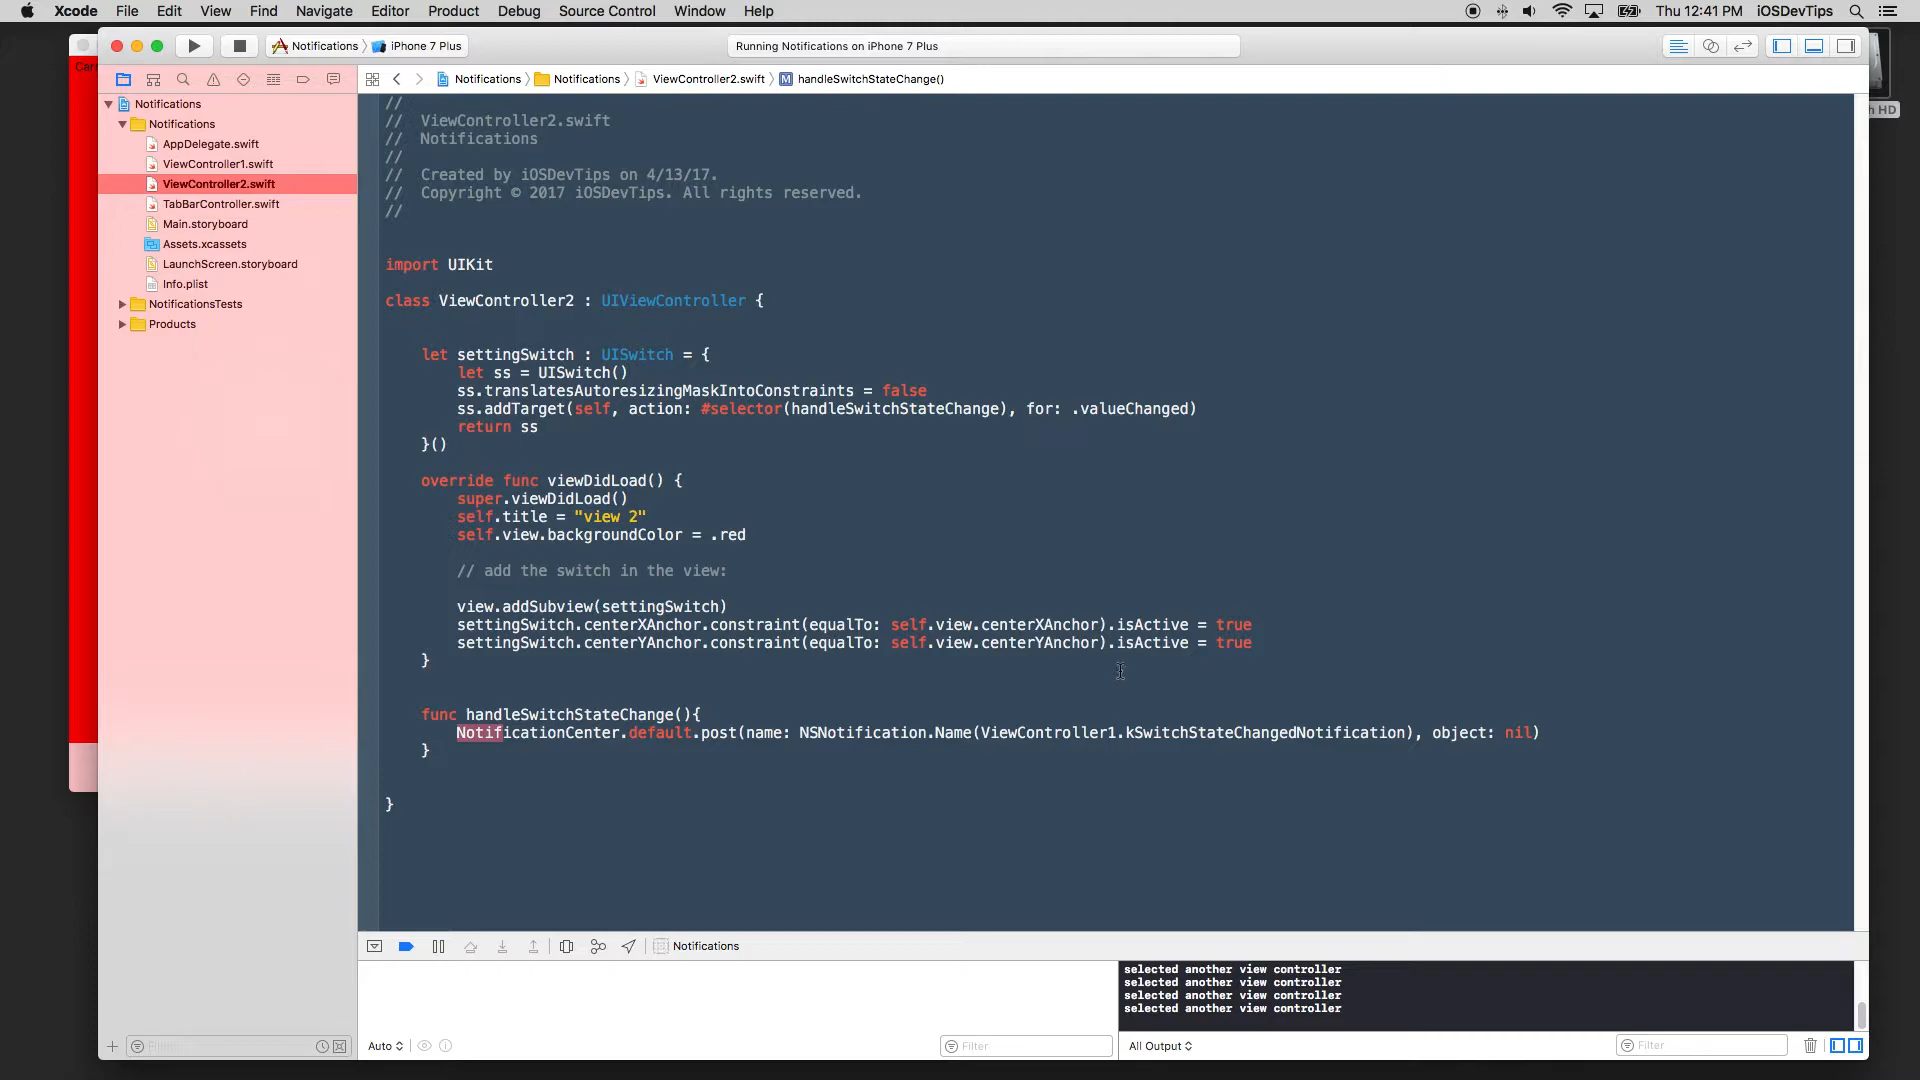 Xcode File Edit View Find Navigate Editor Product Debug Source Control Window Help Thu 12:41 PM iOSDevTips
Notifications iPhone 7 Plus Running Notifications on iPhone 7 Plus
Notifications Notifications ViewController2.swift M handleSwitchStateChange()
Notifications
Notifications
AppDelegate.swift
ViewController1.swift
ViewController2.swift
TabBarController.swift
Main.storyboard
Assets.xcassets
LaunchScreen.storyboard
Info.plist
NotificationsTests
Products
h HD
//
// ViewController2.swift
// Notifications
//
// Created by iOSDevTips on 4/13/17.
// Copyright © 2017 iOSDevTips. All rights reserved.
//
import UIKit
class ViewController2 : UIViewController {
let settingSwitch : UISwitch = {
let ss = UISwitch()
ss.translatesAutoresizingMaskIntoConstraints = false
ss.addTarget(self, action: #selector(handleSwitchStateChange), for: .valueChanged)
return ss
}()
override func viewDidLoad() {
super.viewDidLoad()
self.title = "view 2"
self.view.backgroundColor = .red
// add the switch in the view:
view.addSubview(settingSwitch)
settingSwitch.centerXAnchor.constraint(equalTo: self.view.centerXAnchor).isActive = true
settingSwitch.centerYAnchor.constraint(equalTo: self.view.centerYAnchor).isActive = true
}
func handleSwitchStateChange(){
NotificationCenter.default.post(name: NSNotification.Name(ViewController1.kSwitchStateChangedNotification), object: nil)
}
}
Notifications
selected another view controller
selected another view controller
selected another view controller
selected another view controller
Auto Filter All Output Filter